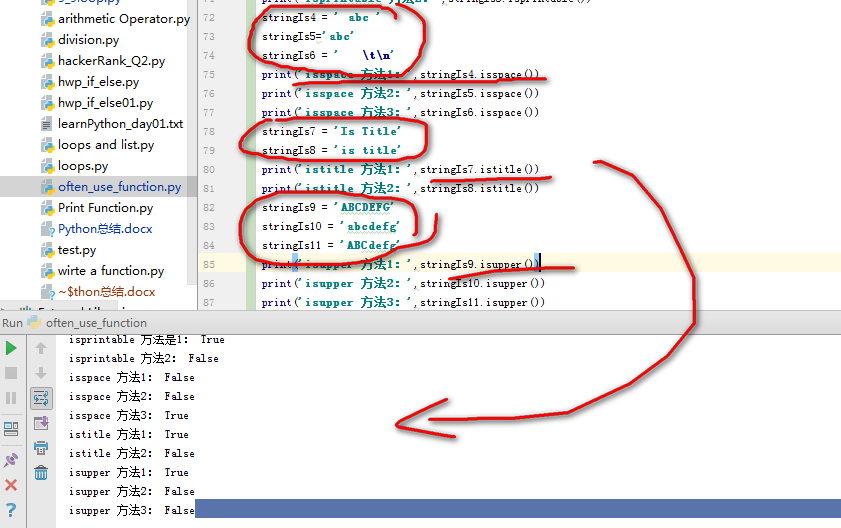 arithmetic Operator.py
division.py
hackerRank_Q2.py
hwp_if_else.py
hwp_if_else01.py
learnPython_day01.txt
loops and list.py
loops.py
often_use_function.py
Print Function.py
Python总结.docx
test.py
wirte a function.py
~$thon总结.docx
72 stringIs4 = ' abc '
73 stringIs5='abc'
74 stringIs6 = '   \t\n'
75 print('isspace 方法1: ',stringIs4.isspace())
76 print('isspace 方法2: ',stringIs5.isspace())
77 print('isspace 方法3: ',stringIs6.isspace())
78 stringIs7 = 'Is Title'
79 stringIs8 = 'is title'
80 print('istitle 方法1: ',stringIs7.istitle())
81 print('istitle 方法2: ',stringIs8.istitle())
82 stringIs9 = 'ABCDEFG'
83 stringIs10 = 'abcdefg'
84 stringIs11 = 'ABCdefg'
85 print('isupper 方法1: ',stringIs9.isupper())
86 print('isupper 方法2: ',stringIs10.isupper())
87 print('isupper 方法3: ',stringIs11.isupper())
Run often_use_function
isprintable 方法是1: True
isprintable 方法2: False
isspace 方法1: False
isspace 方法2: False
isspace 方法3: True
istitle 方法1: True
istitle 方法2: False
isupper 方法1: True
isupper 方法2: False
isupper 方法3: False